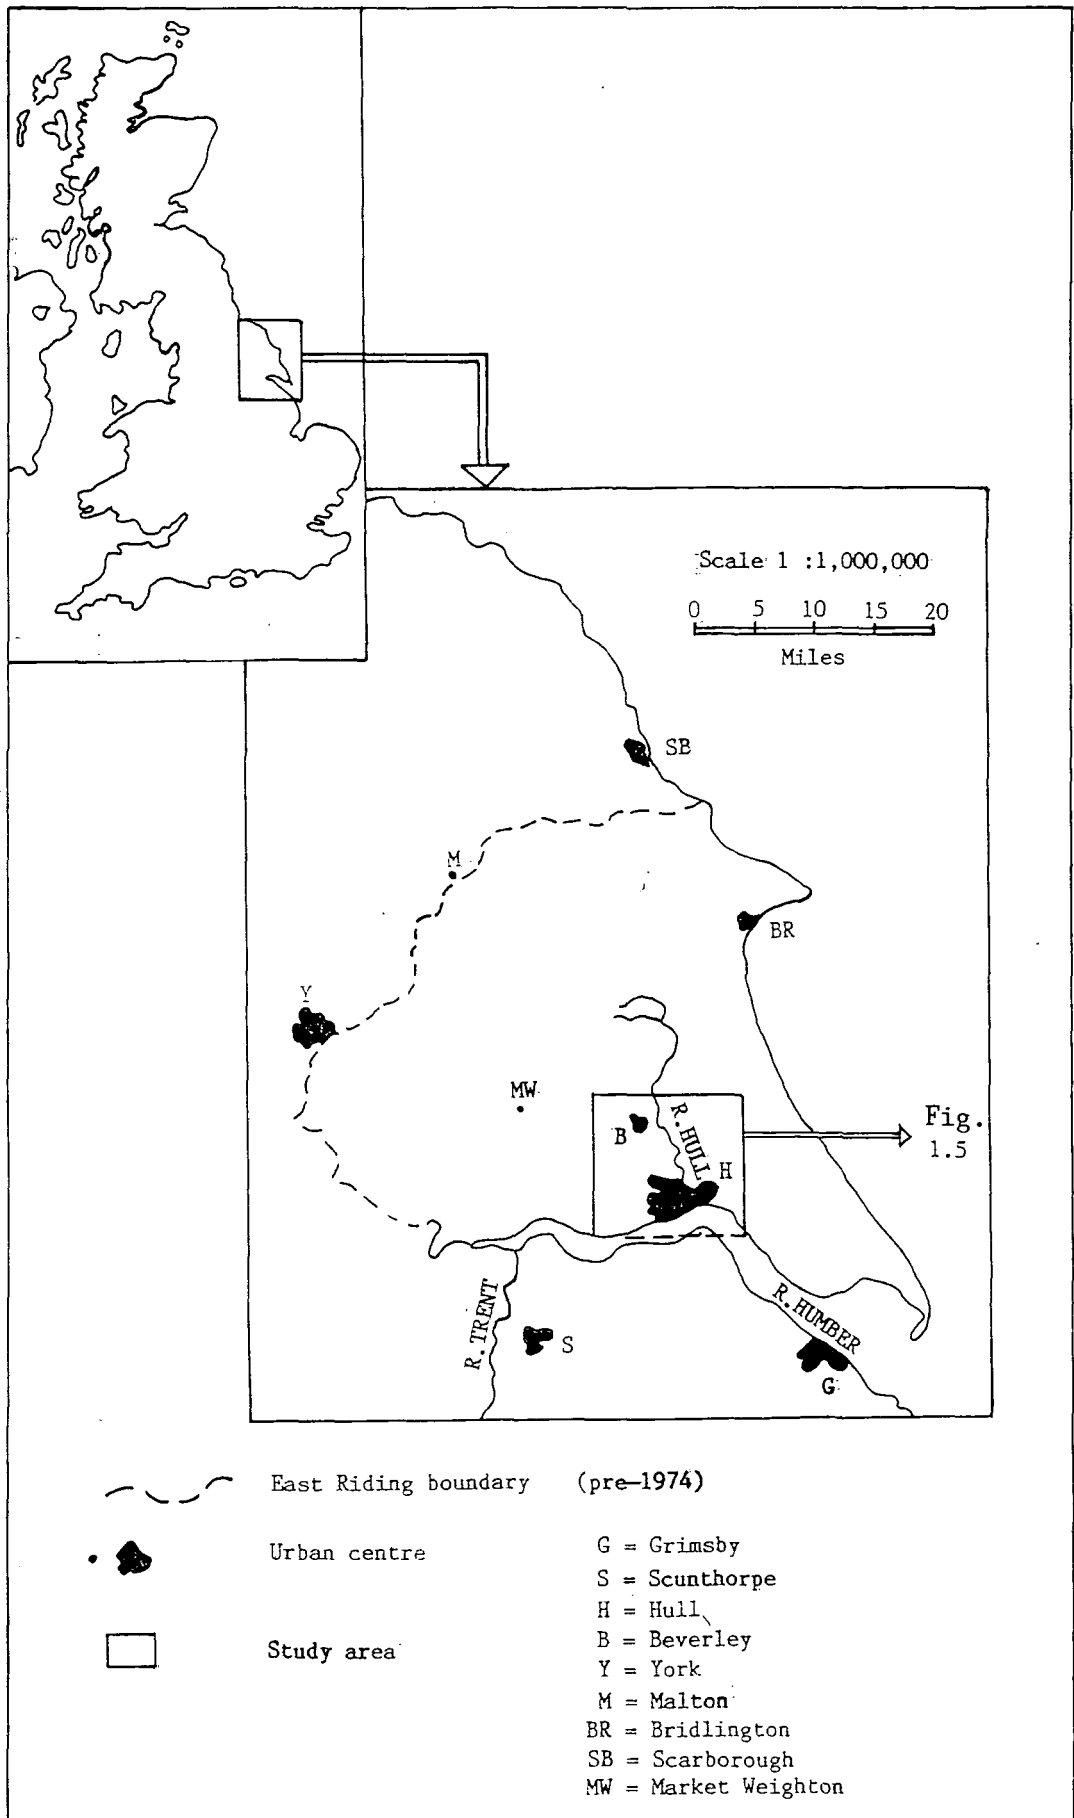 Scale 1 :1,000,000
0 5 10 15 20
Miles
SB
M
BR
Y
MW
B
R. HULL
H
Fig.
1.5
R. TRENT
S
R. HUMBER
G
East Riding boundary (pre-1974)
Urban centre
Study area
G = Grimsby
S = Scunthorpe
H = Hull
B = Beverley
Y = York
M = Malton
BR = Bridlington
SB = Scarborough
MW = Market Weighton